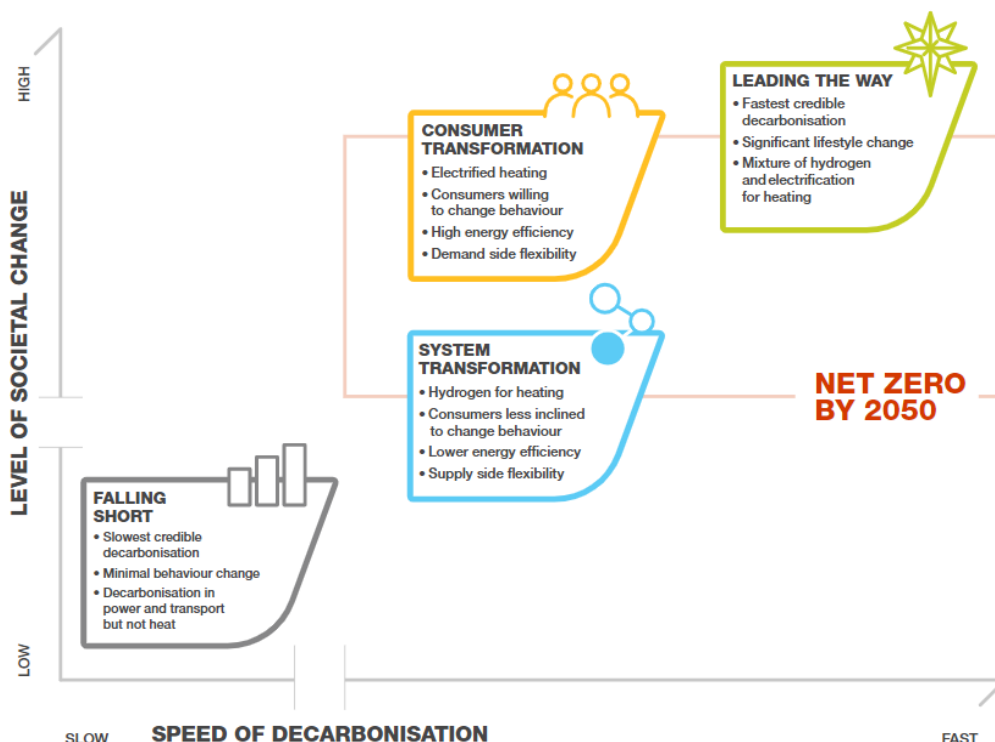 HIGH
LEVEL OF SOCIETAL CHANGE
LOW
LEADING THE WAY
• Fastest credible
decarbonisation
• Significant lifestyle change
• Mixture of hydrogen
and electrification
for heating
CONSUMER
TRANSFORMATION
• Electrified heating
• Consumers willing
to change behaviour
• High energy efficiency
• Demand side flexibility
SYSTEM
TRANSFORMATION
• Hydrogen for heating
• Consumers less inclined
to change behaviour
• Lower energy efficiency
• Supply side flexibility
NET ZERO
BY 2050
FALLING
SHORT
• Slowest credible
decarbonisation
• Minimal behaviour change
• Decarbonisation in
power and transport
but not heat
SLOW
SPEED OF DECARBONISATION
FAST